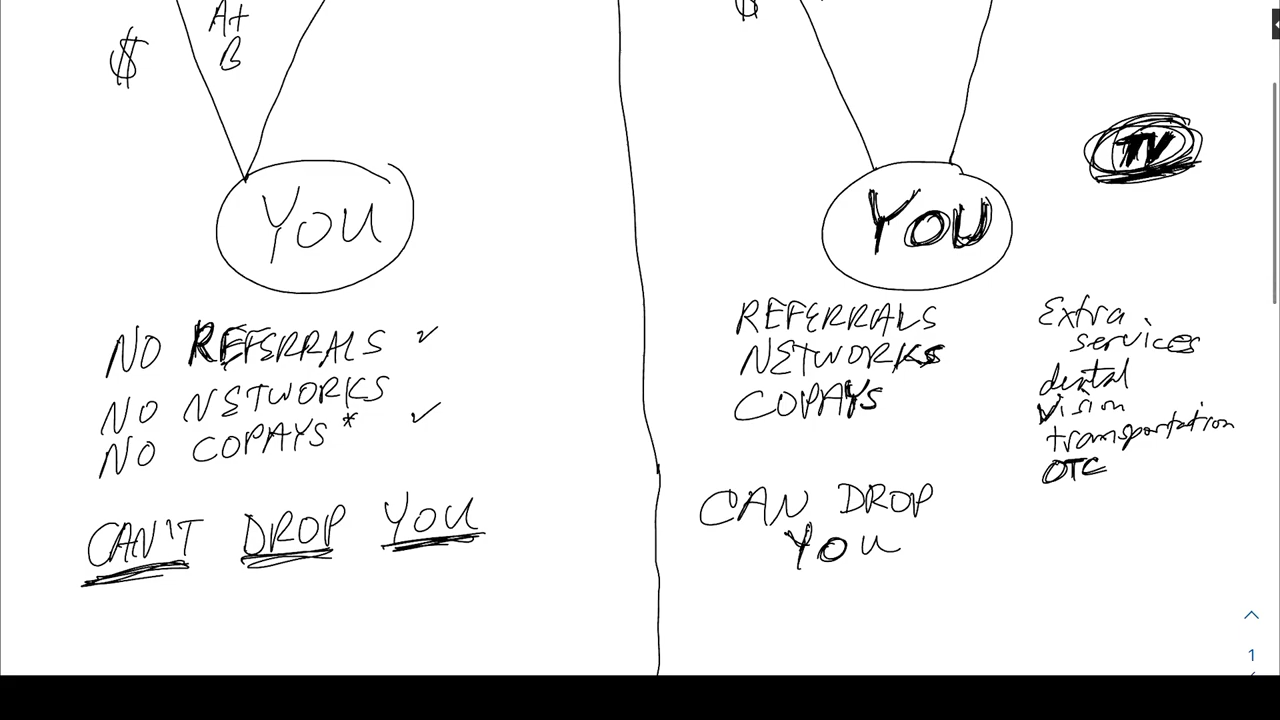 $
A+
B
YOU
NO REFERRALS ✓
NO NETWORKS
NO COPAYS* ✓
CAN'T DROP YOU
$
TV
YOU
REFERRALS
NETWORKS
COPAYS
CAN DROP
YOU
Extra
services
dental
vision
transportation
OTC
1